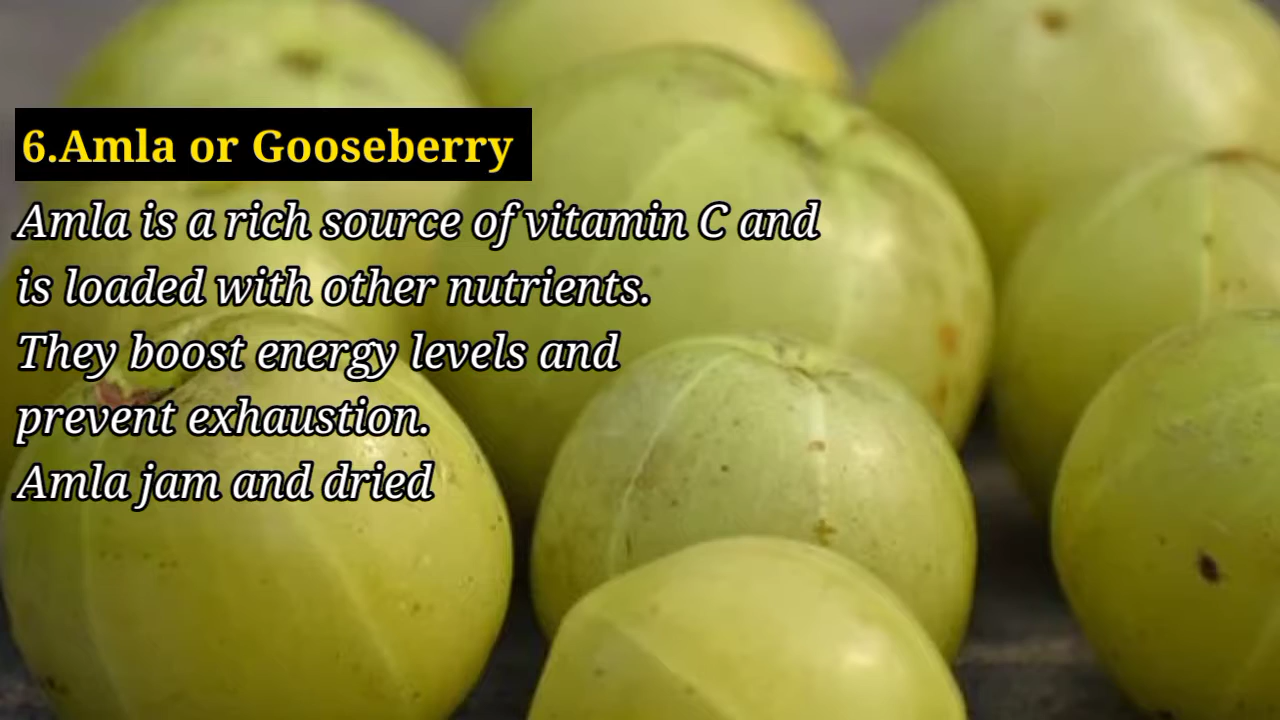 6.Amla or Gooseberry
Amla is a rich source of vitamin C and
is loaded with other nutrients.
They boost energy levels and
prevent exhaustion.
Amla jam and dried